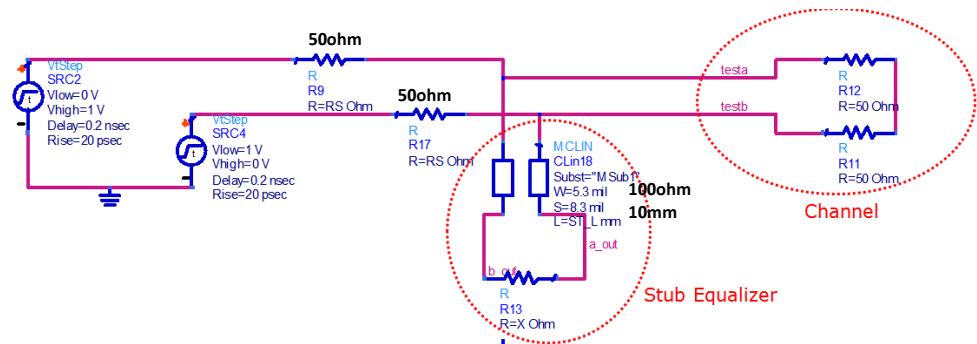 50ohm
VtStep
SRC2
Vlow=0 V
Vhigh=1 V
Delay=0.2 nsec
Rise=20 psec
t
R
R9
R=RS Ohm
VtStep
SRC4
Vlow=1 V
Vhigh=0 V
Delay=0.2 nsec
Rise=20 psec
t
50ohm
R
R17
R=RS Ohm
testa
testb
R
R12
R=50 Ohm
R
R11
R=50 Ohm
Channel
MCLIN
CLin18
Subst="MSub1"
W=5.3 mil
S=8.3 mil
L=ST_L mm
100ohm
10mm
a_out
b_out
R
R13
R=X Ohm
Stub Equalizer